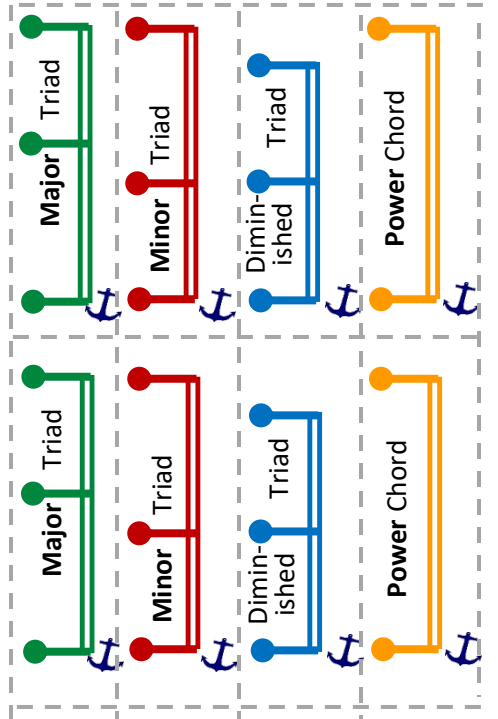 Major Triad
Minor Triad
Dimin-
ished Triad
Power Chord
Major Triad
Minor Triad
Dimin-
ished Triad
Power Chord